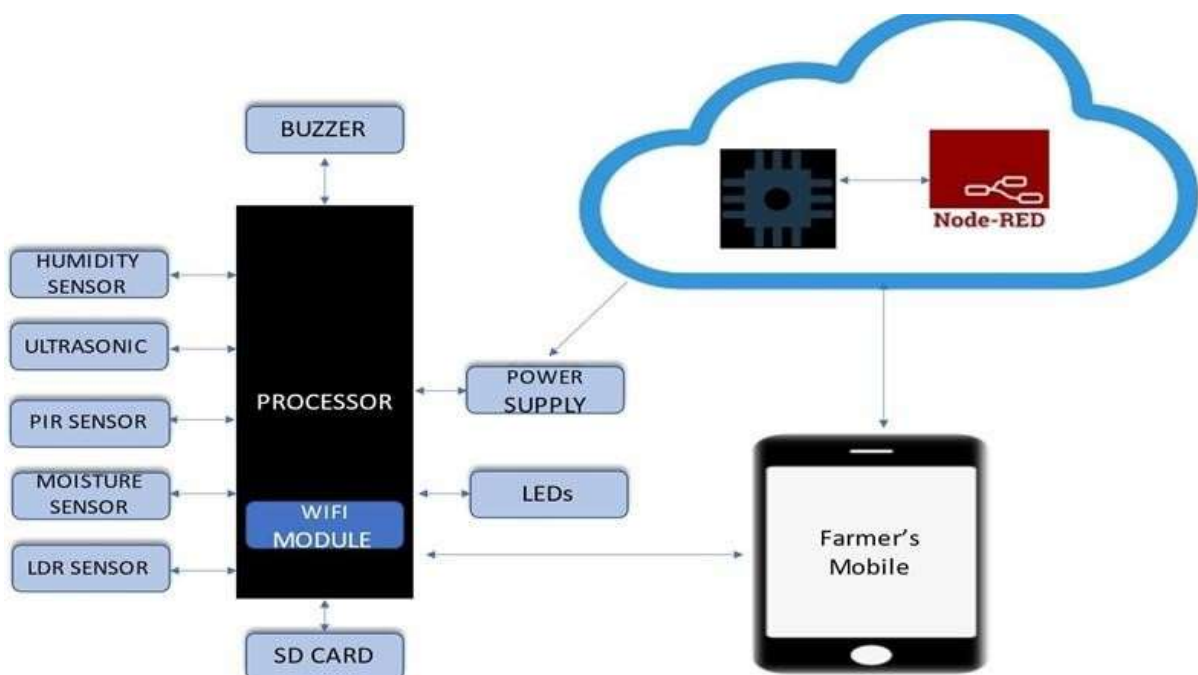 BUZZER
Node-RED
HUMIDITY
SENSOR
ULTRASONIC
PIR SENSOR
MOISTURE
SENSOR
LDR SENSOR
PROCESSOR
WIFI
MODULE
POWER
SUPPLY
LEDs
SD CARD
Farmer's
Mobile